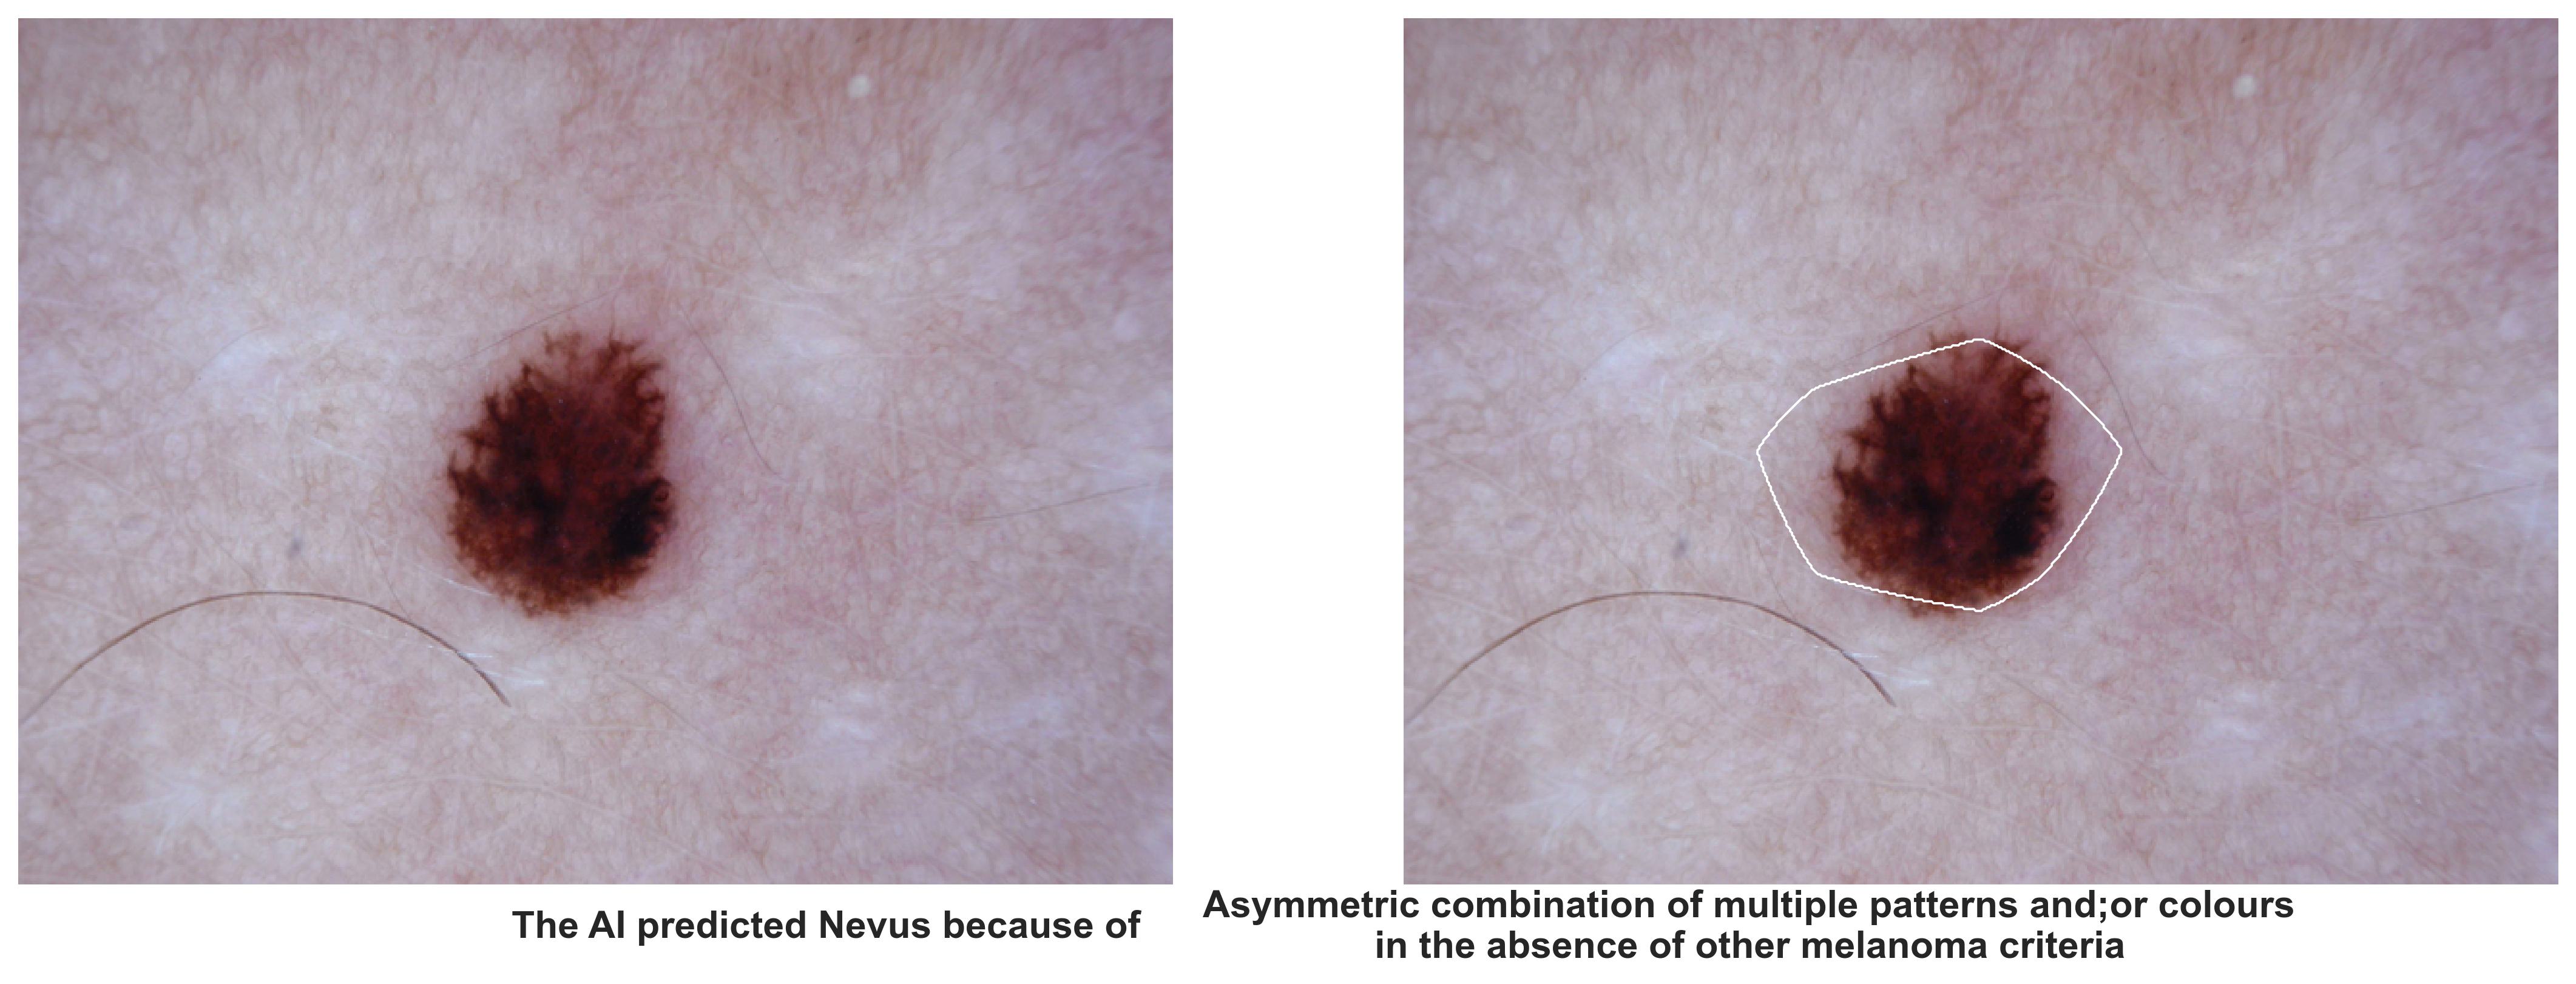 The AI predicted Nevus because of
Asymmetric combination of multiple patterns and;or colours
in the absence of other melanoma criteria